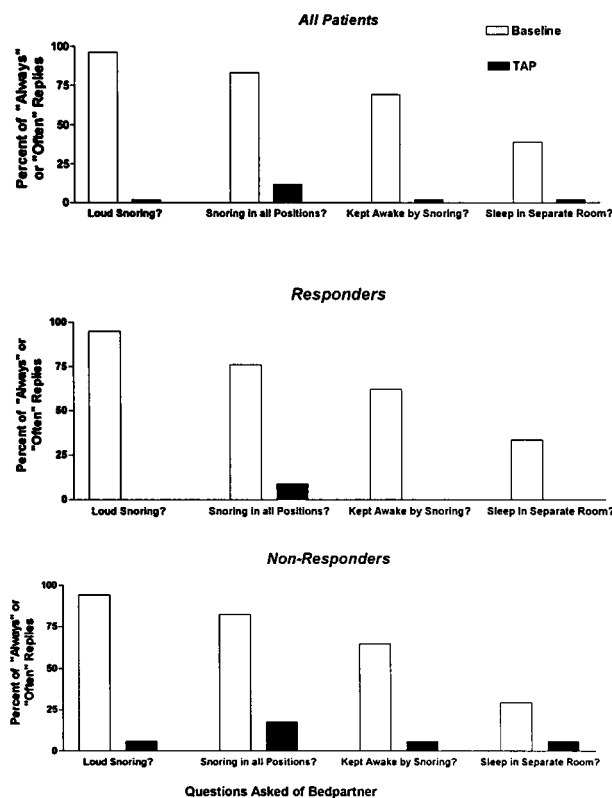 All Patients
Baseline
TAP
Percent of "Always"
or "Often" Replies
100
75
50
25
0
Loud Snoring? Snoring in all Positions? Kept Awake by Snoring? Sleep in Separate Room?
Responders
Percent of "Always" or
"Often" Replies
100
75
50
25
0
Loud Snoring? Snoring in all Positions? Kept Awake by Snoring? Sleep in Separate Room?
Non-Responders
Percent of "Always" or
"Often" Replies
100
75
50
25
0
Loud Snoring? Snoring in all Positions? Kept Awake by Snoring? Sleep in Separate Room?
Questions Asked of Bedpartner